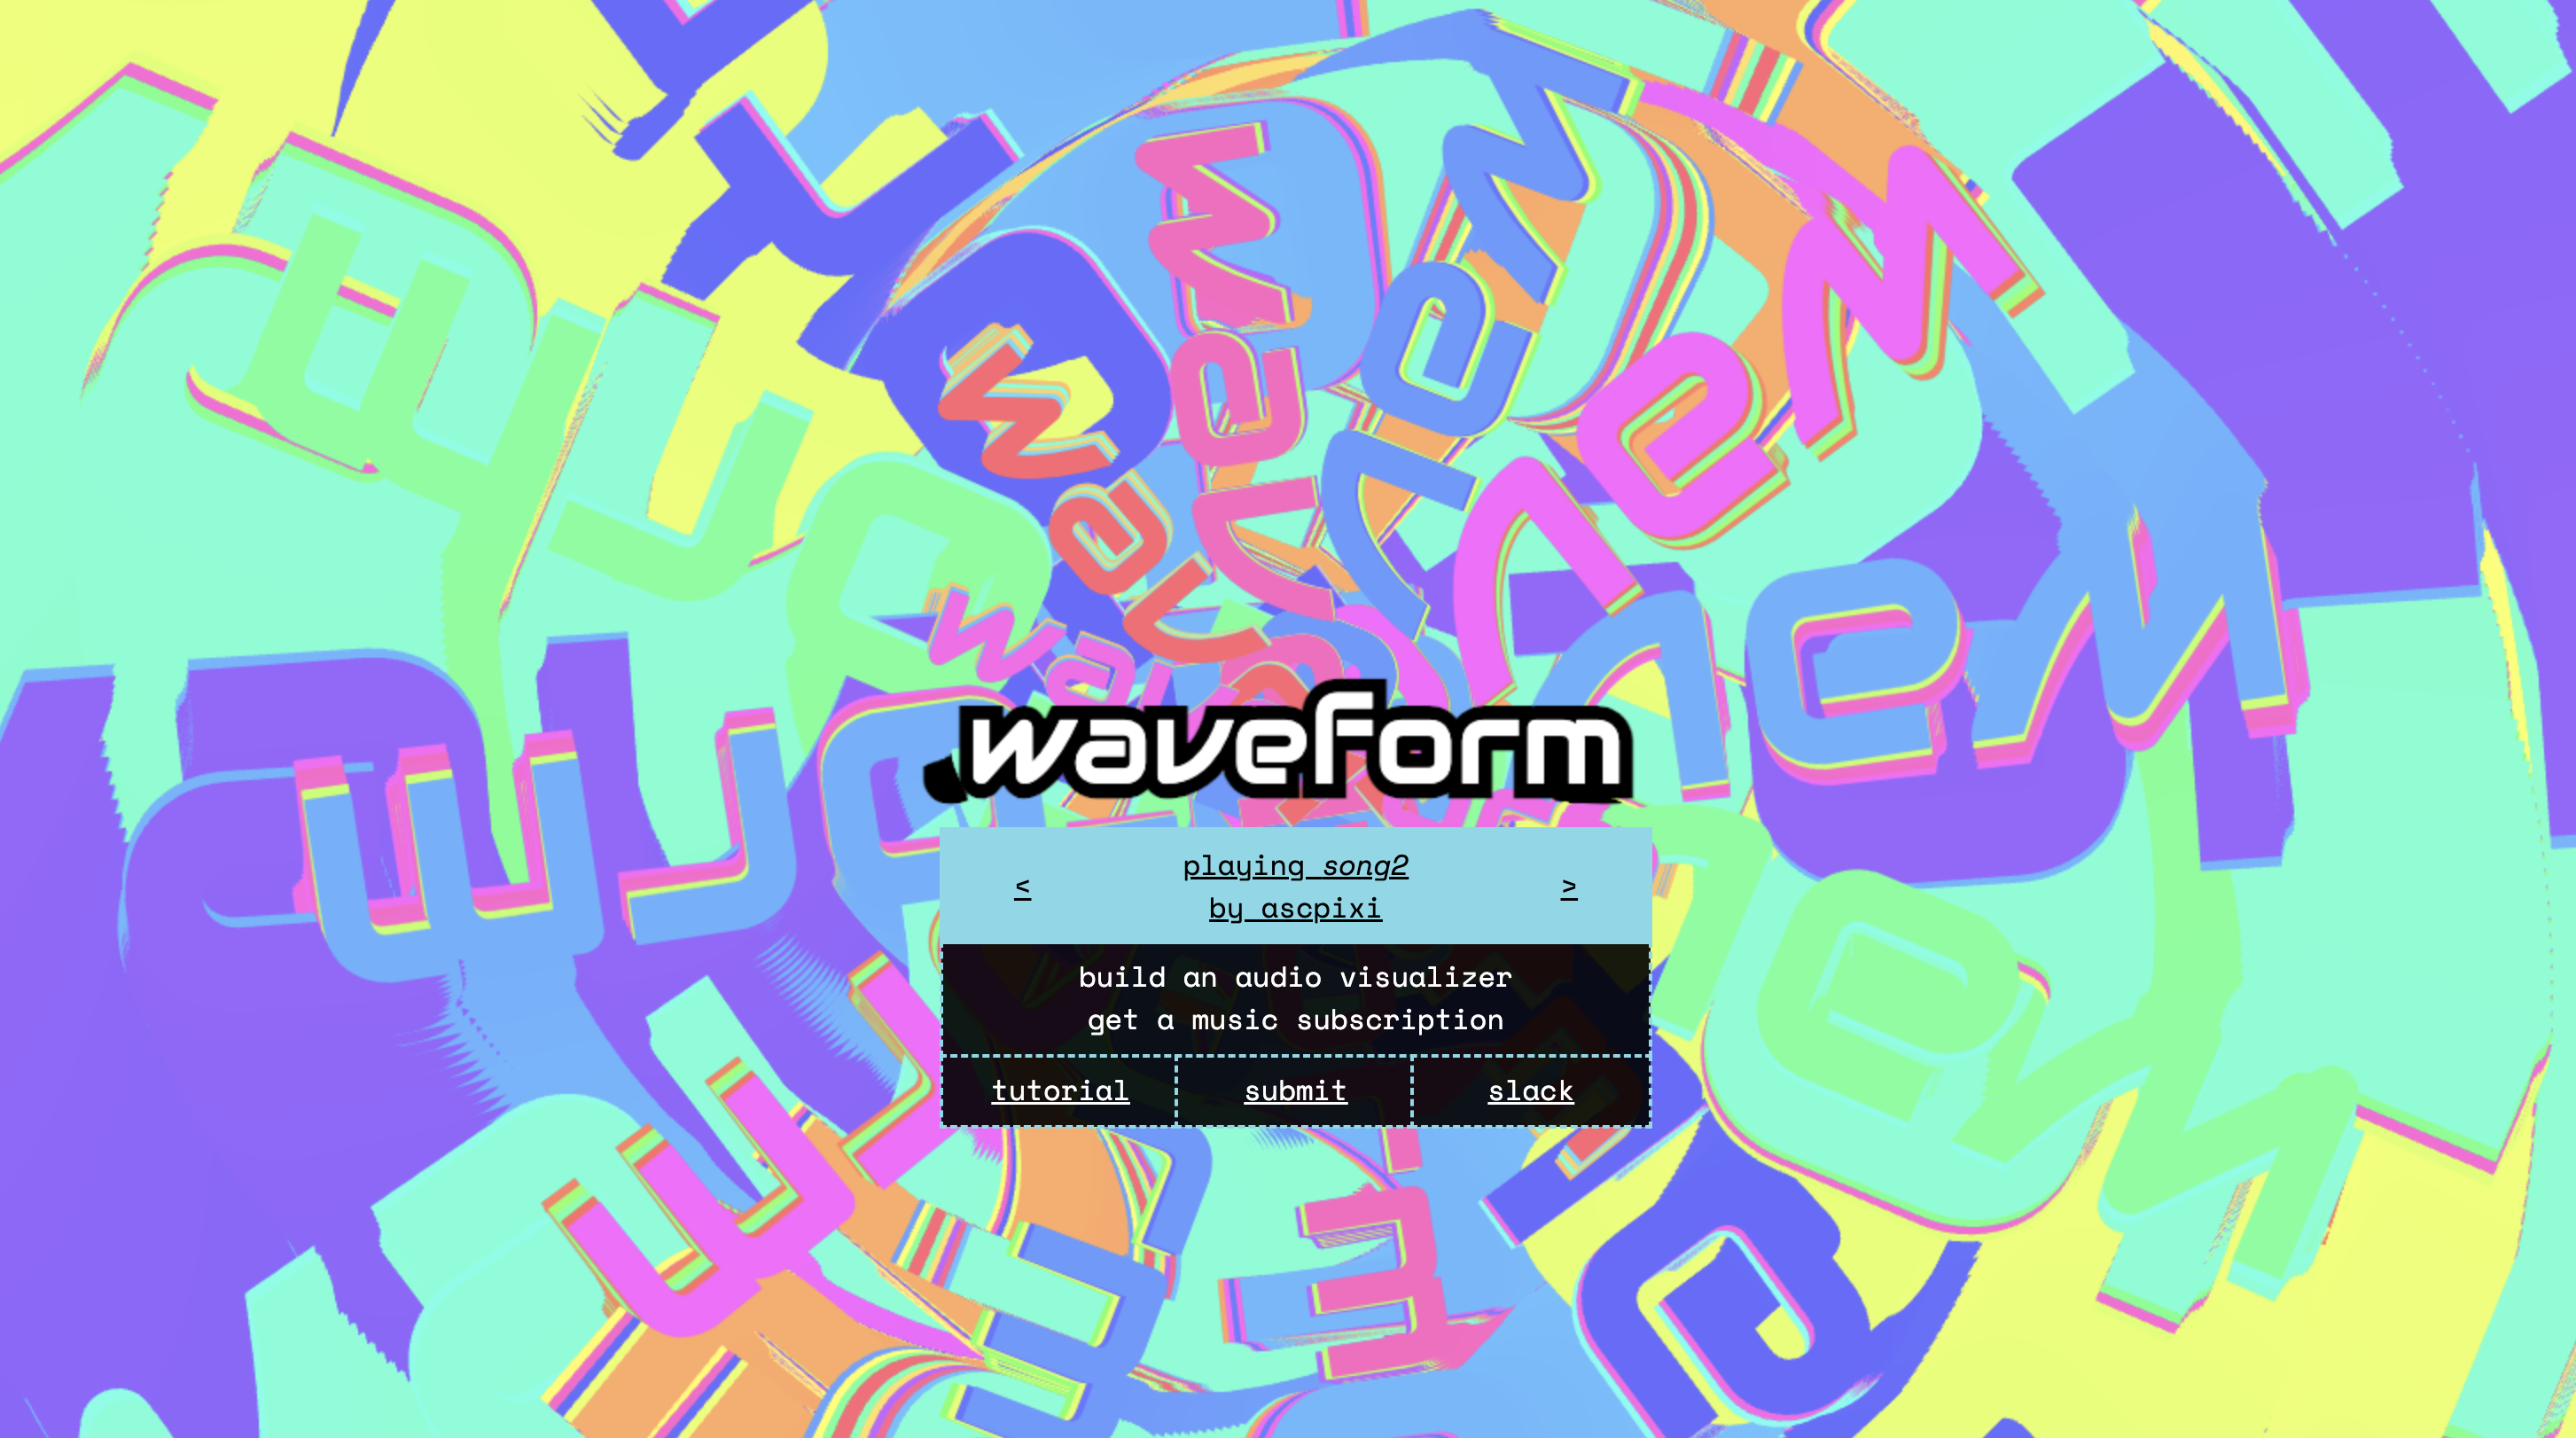 waveform
< playing song2 >
by ascpixi
build an audio visualizer
get a music subscription
tutorial submit slack